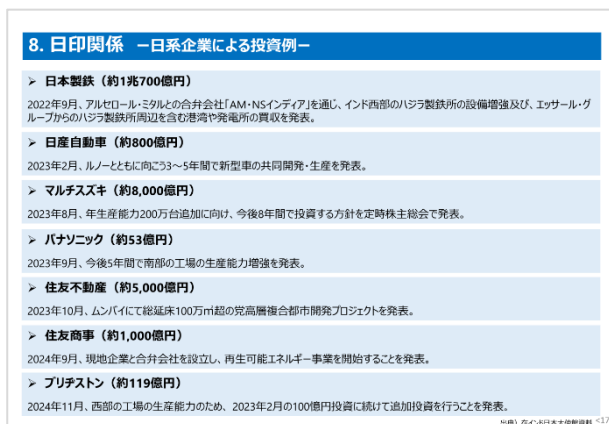 8. 日印関係 －日系企業による投資例－
➢ 日本製鉄（約1兆700億円）
2022年9月、アルセロール・ミタルとの合弁会社「AM・NSインディア」を通じ、インド西部のハジラ製鉄所の設備増強及び、エッサール・グ
ループからのハジラ製鉄所周辺を含む港湾や発電所の買収を発表。
➢ 日産自動車（約800億円）
2023年2月、ルノーとともに向こう3～5年間で新型車の共同開発・生産を発表。
➢ マルチスズキ（約8,000億円）
2023年8月、年生産能力200万台追加に向け、今後8年間で投資する方針を定時株主総会で発表。
➢ パナソニック（約53億円）
2023年9月、今後5年間で南部の工場の生産能力増強を発表。
➢ 住友不動産（約5,000億円）
2023年10月、ムンバイにて総延床100万㎡超の党高層複合都市開発プロジェクトを発表。
➢ 住友商事（約1,000億円）
2024年9月、現地企業と合弁会社を設立し、再生可能エネルギー事業を開始することを発表。
➢ ブリヂストン（約119億円）
2024年11月、西部の工場の生産能力のため、2023年2月の100億円投資に続けて追加投資を行うことを発表。
出典）在インド日本大使館資料 <17